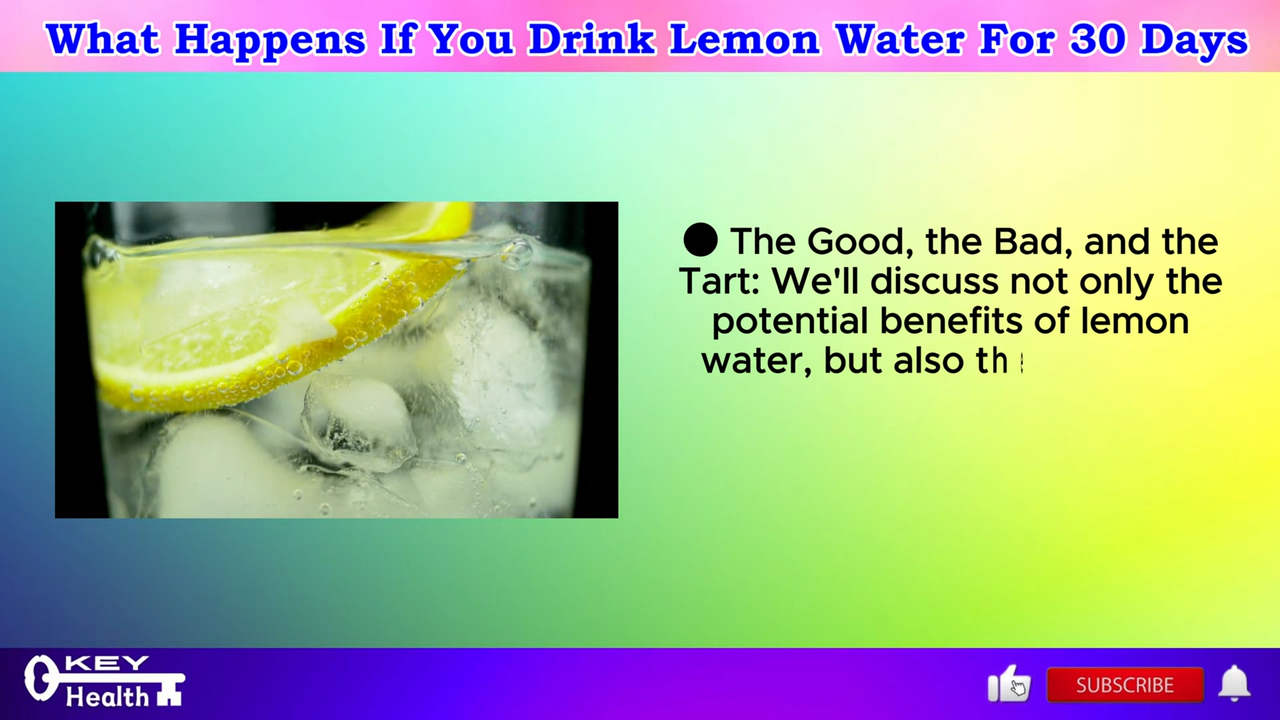 What Happens If You Drink Lemon Water For 30 Days
● The Good, the Bad, and the
Tart: We'll discuss not only the
potential benefits of lemon
water, but also
KEY
Health
SUBSCRIBE